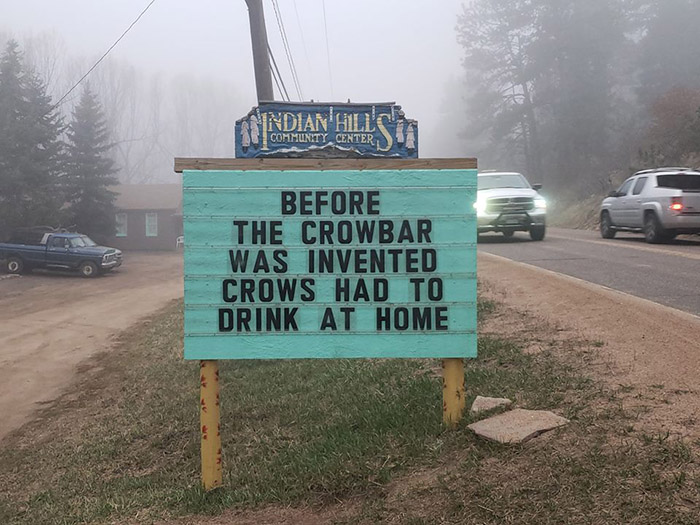 INDIAN HILLS
COMMUNITY CENTER
BEFORE
THE CROWBAR
WAS INVENTED
CROWS HAD TO
DRINK AT HOME